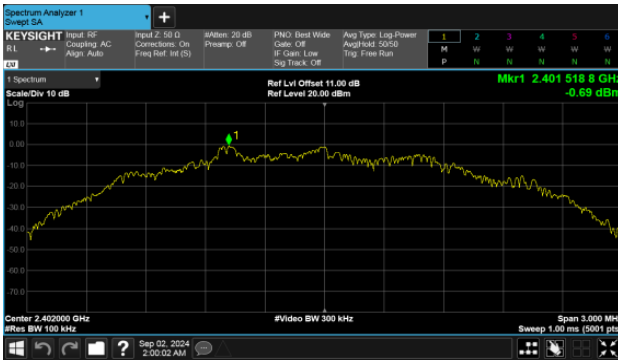 Spectrum Analyzer 1
Swept SA
+
KEYSIGHT
RL
LXI
Input: RF
Coupling: AC
Align: Auto
Input Z: 50 Ω
Corrections: On
Freq Ref: Int (S)
#Atten: 20 dB
Preamp: Off
PNO: Best Wide
Gate: Off
IF Gain: Low
Sig Track: Off
Avg Type: Log-Power
Avg|Hold: 50/50
Trig: Free Run
1 2 3 4 5 6
M W W W W W
P N N N N N
1 Spectrum
Scale/Div 10 dB
Ref Lvl Offset 11.00 dB
Ref Level 20.00 dBm
Mkr1 2.401 518 8 GHz
-0.69 dBm
Log
10.0
0.00
-10.0
-20.0
-30.0
-40.0
-50.0
-60.0
-70.0
1
Center 2.402000 GHz
#Res BW 100 kHz
#Video BW 300 kHz
Span 3.000 MHz
Sweep 1.00 ms (5001 pts)
?
Sep 02, 2024
2:00:02 AM